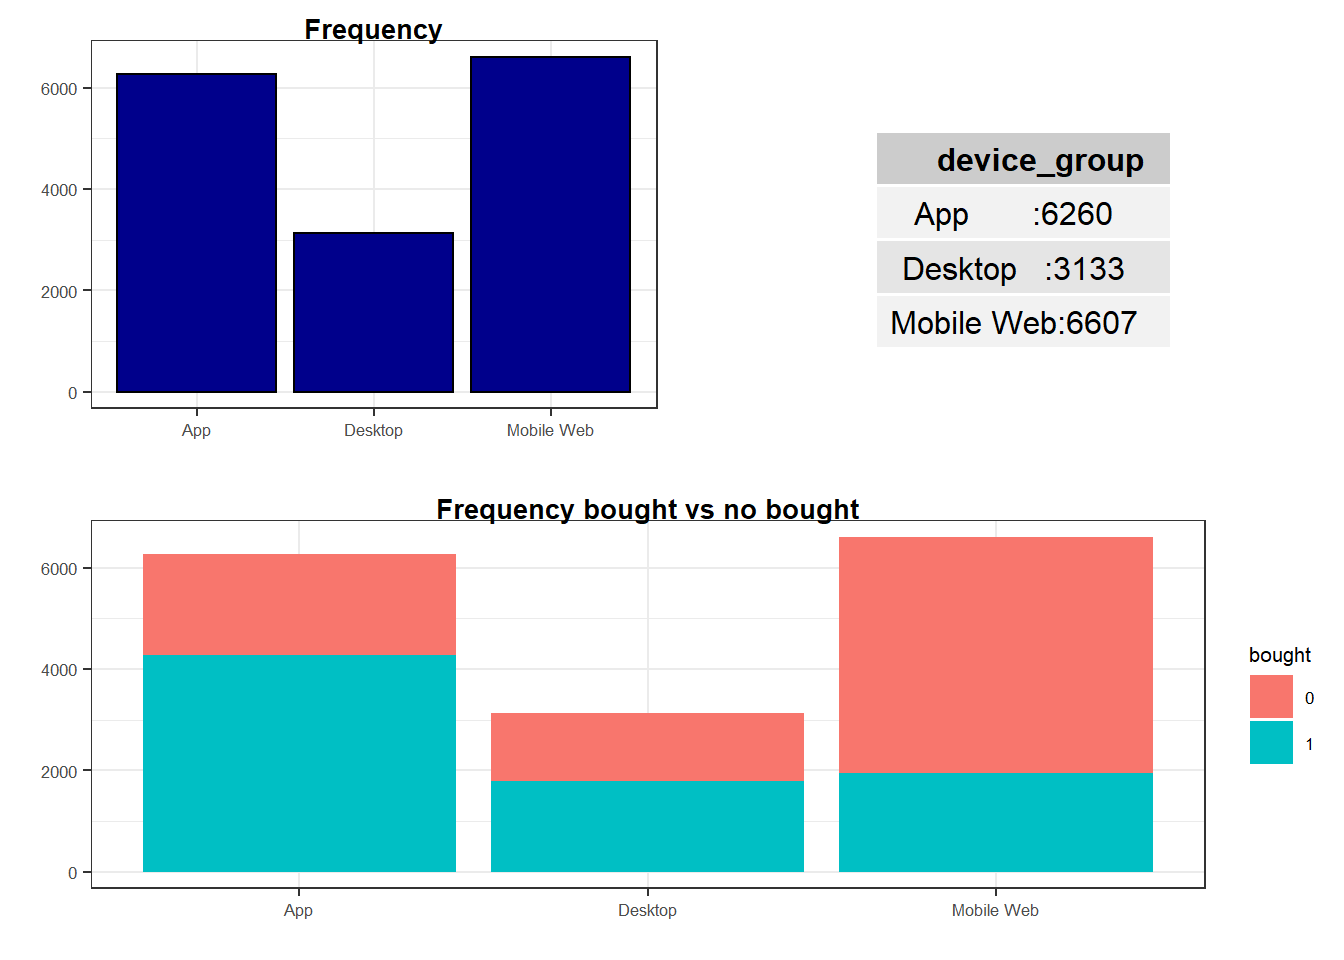 Frequency
6000
4000
2000
0
App Desktop Mobile Web
device_group
App :6260
Desktop :3133
Mobile Web:6607
Frequency bought vs no bought
6000
4000
2000
0
App Desktop Mobile Web
bought
0
1